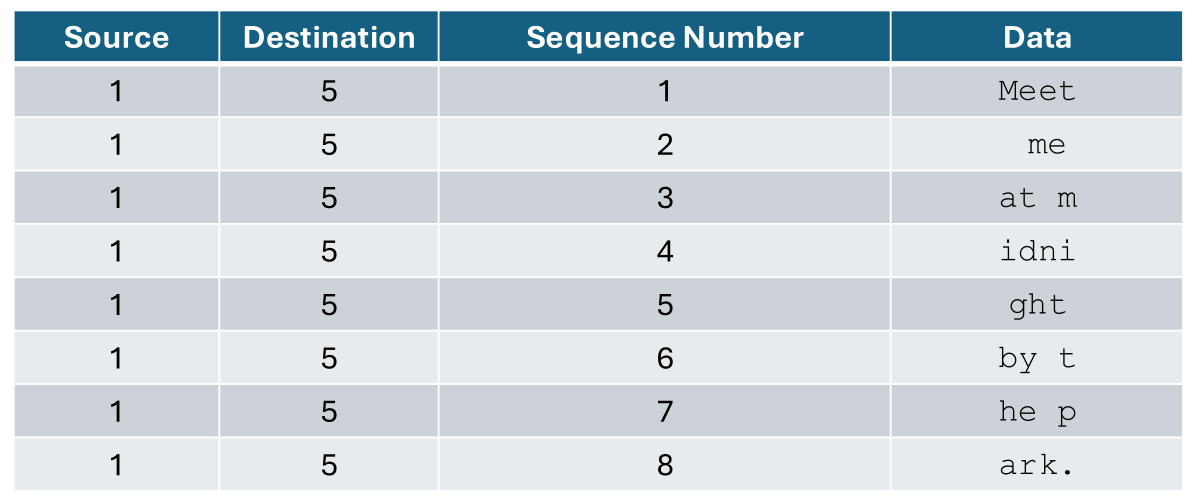 Source Destination Sequence Number Data
1 5 1 Meet
1 5 2 me
1 5 3 at m
1 5 4 idni
1 5 5 ght
1 5 6 by t
1 5 7 he p
1 5 8 ark.